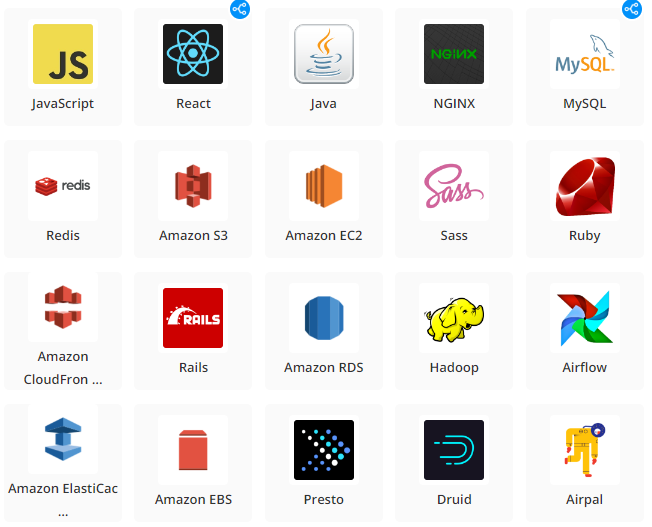 JS
JavaScript
React
Java
NGINX
NGINX
MySQL
MySQL
redis
Redis
Amazon S3
Amazon EC2
Sass
Sass
Ruby
Amazon
CloudFron ...
RAILS
Rails
Amazon RDS
Hadoop
Airflow
Amazon ElastiCac
...
Amazon EBS
Presto
Druid
Airpal